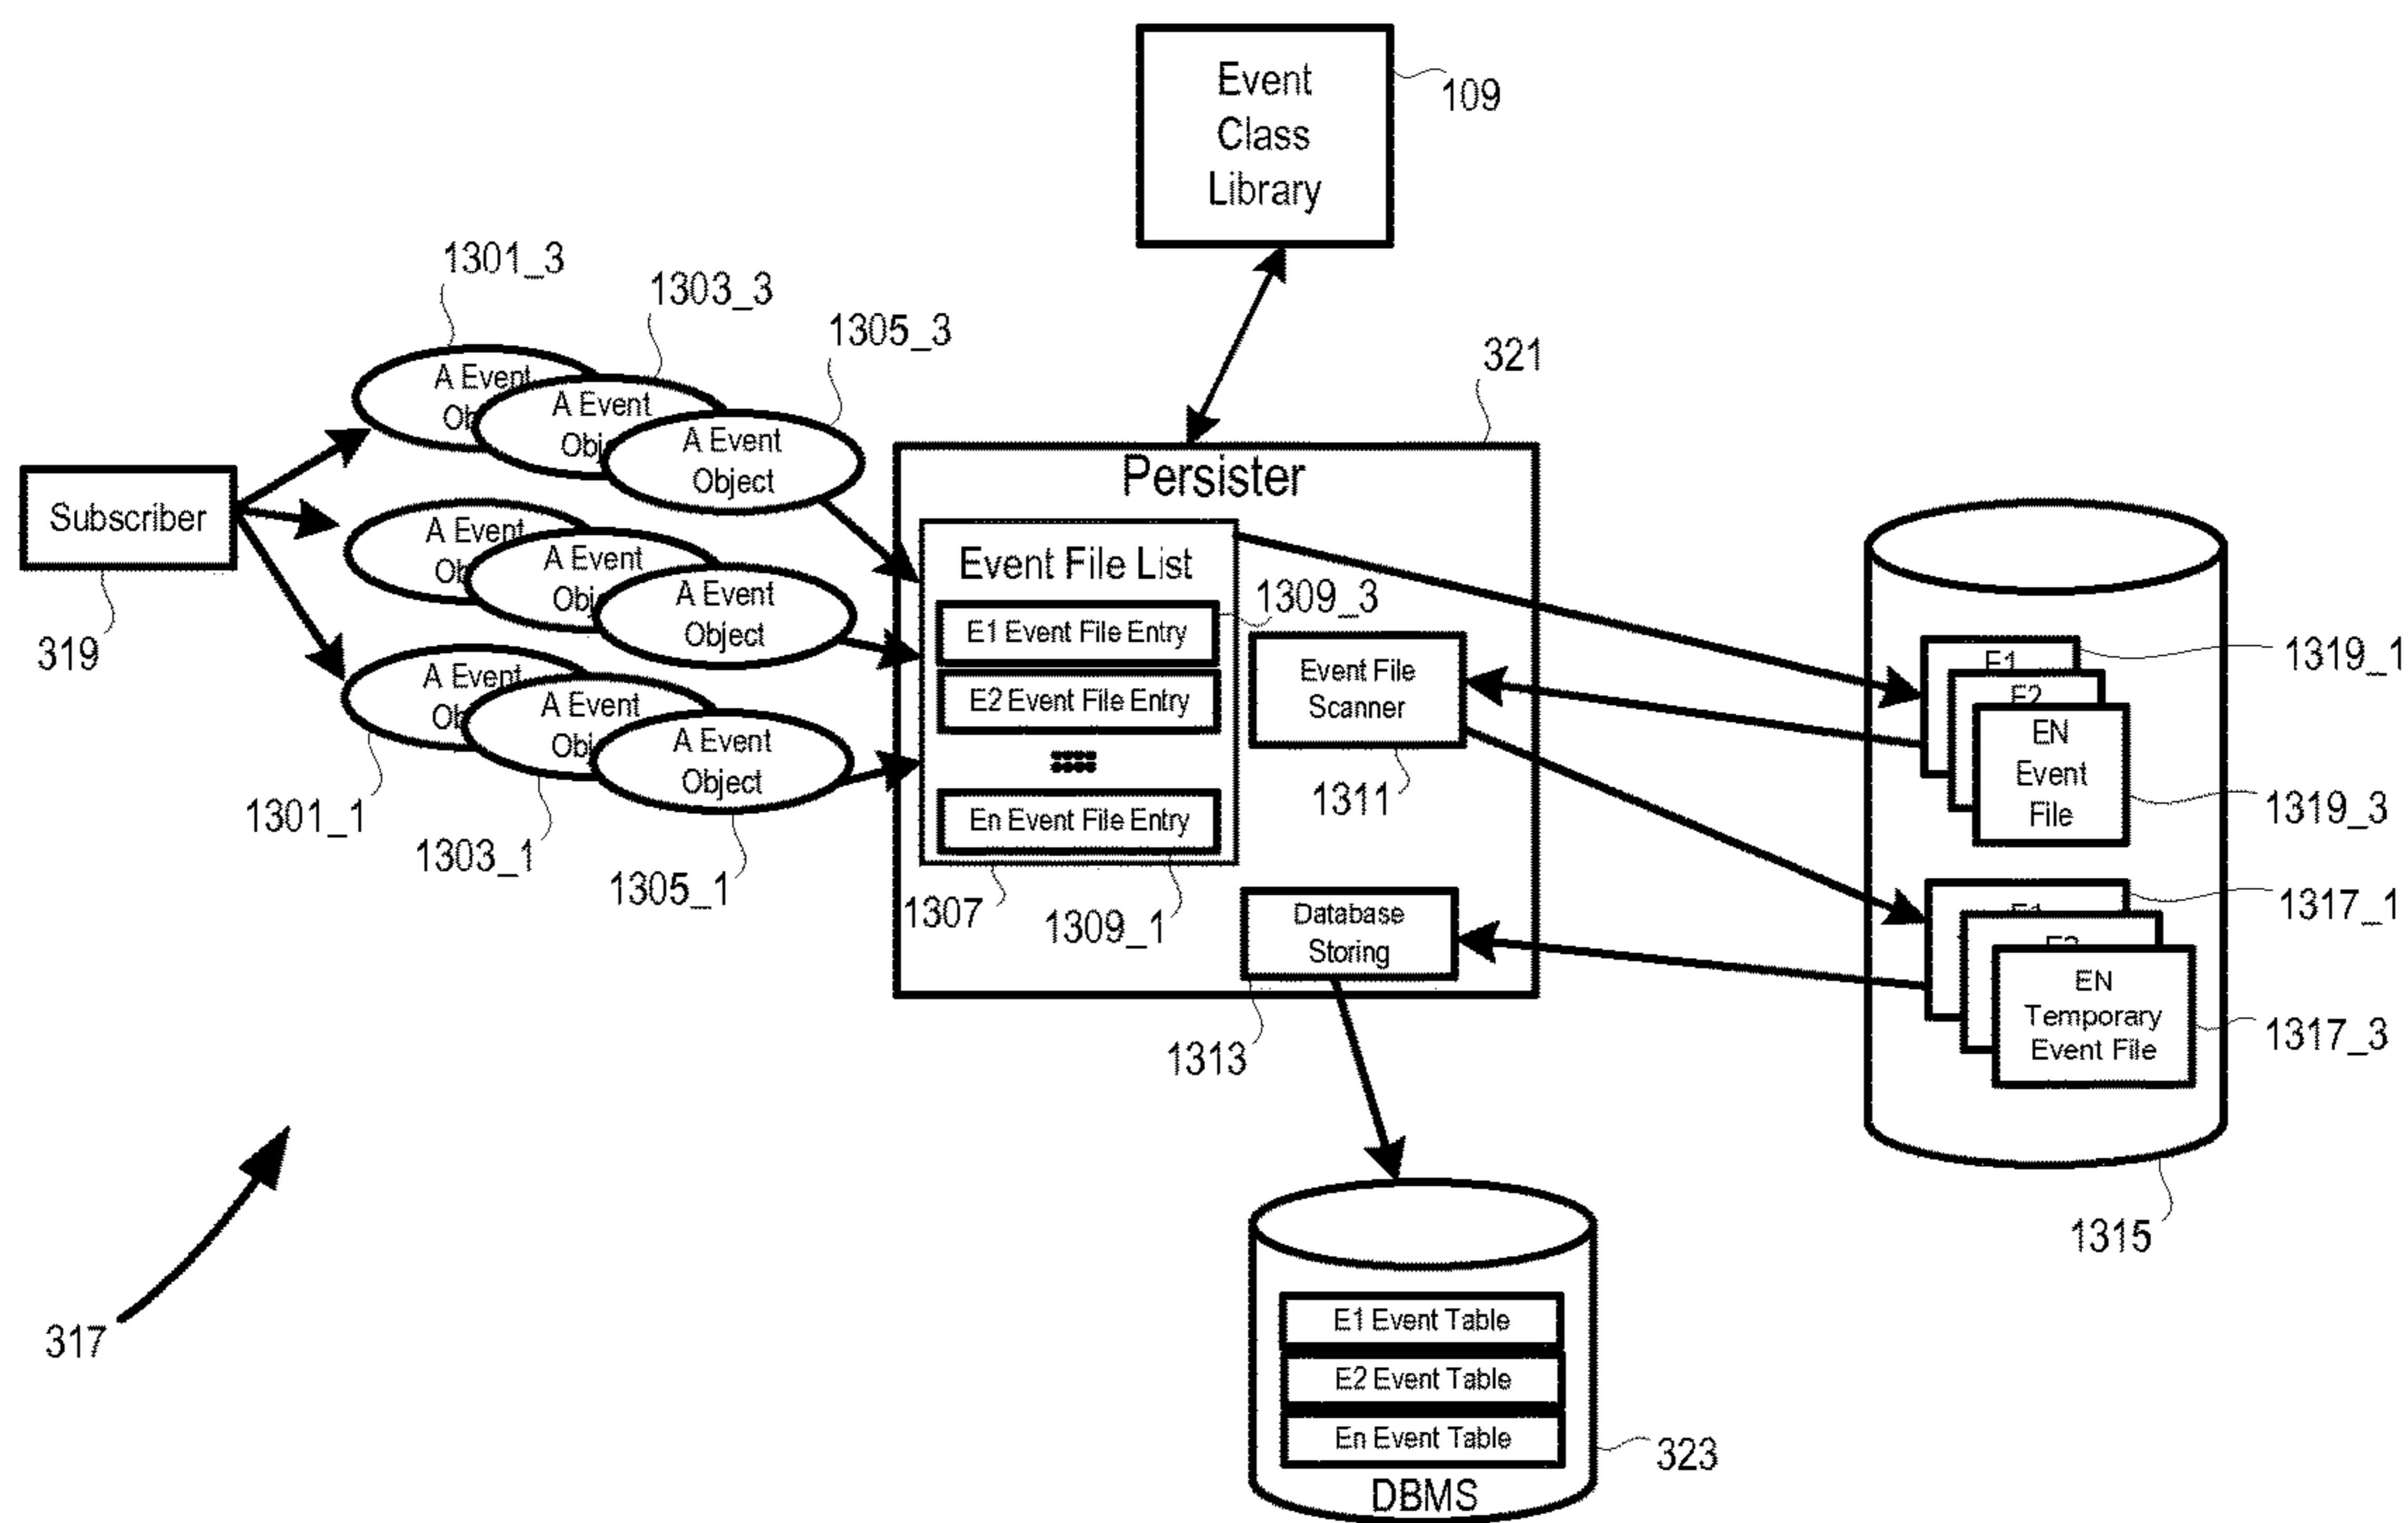 Event
Class
Library
109
1301_3
1303_3
1305_3
A Event
A Event
A Event
Object
321
Persister
Subscriber
319
A Event
A Event
A Event
Object
Event File List
1309_3
E1 Event File Entry
E2 Event File Entry
En Event File Entry
Event File
Scanner
1311
1319_1
E1
E2
EN
Event
File
1319_3
A Event
A Event
A Event
Object
1301_1
1303_1
1305_1
1307
1309_1
Database
Storing
1313
1317_1
EN
Temporary
Event File
1317_3
1315
317
E1 Event Table
E2 Event Table
En Event Table
DBMS
323